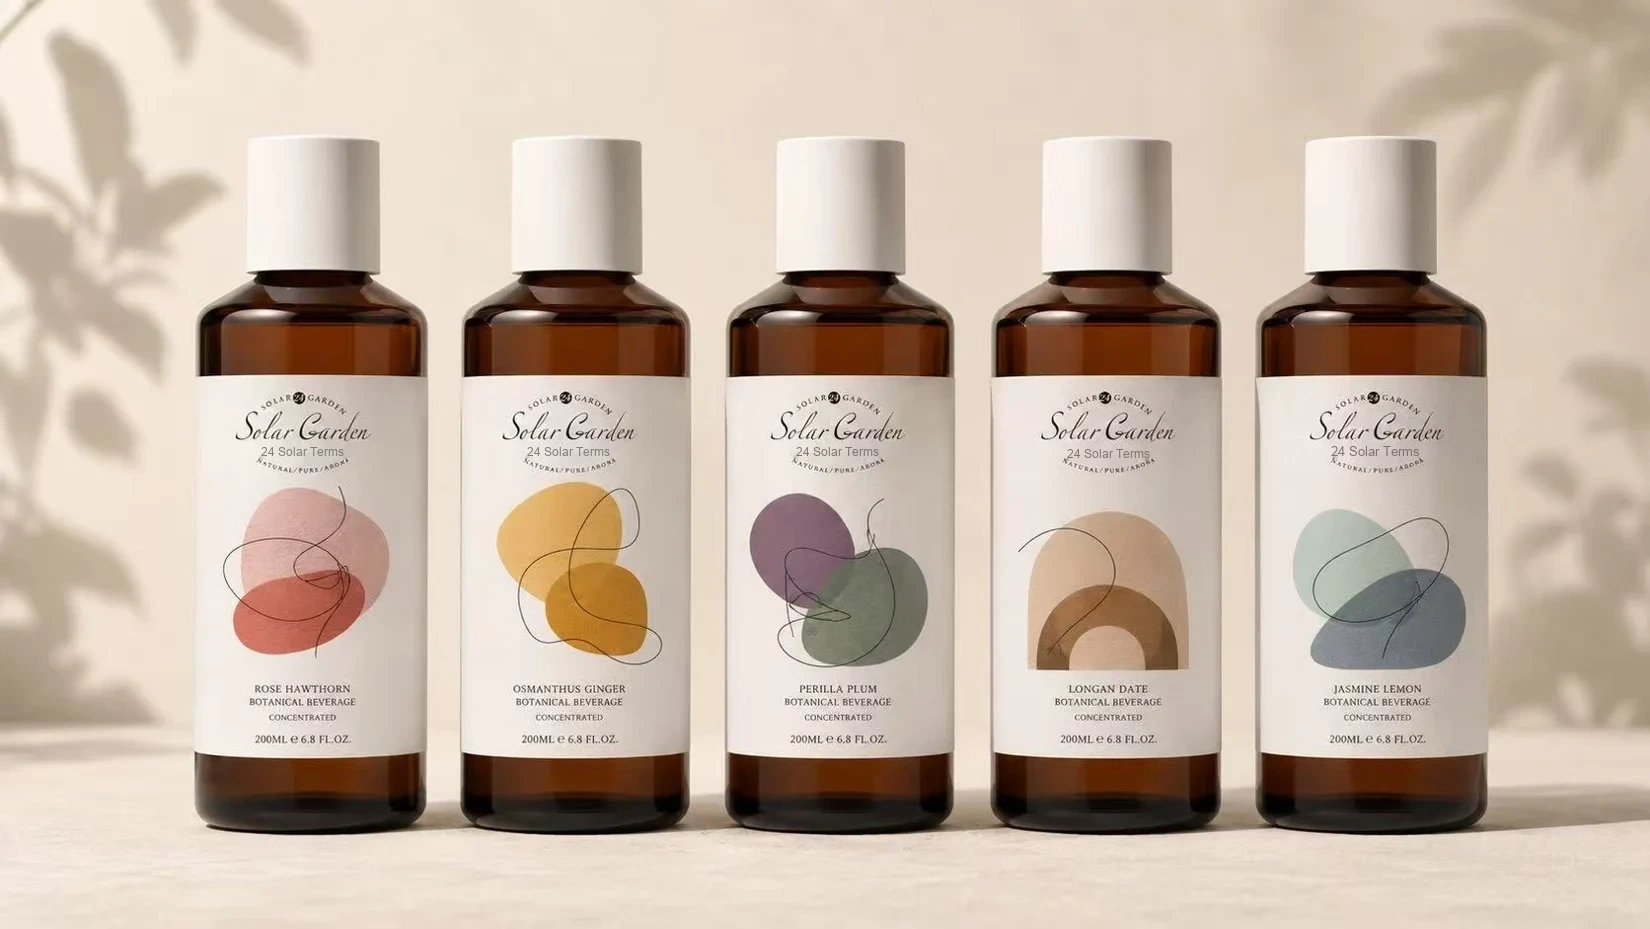 SOLAR 24 GARDEN
Solar Garden
24 Solar Terms
NATURAL/PURE/AROMA
ROSE HAWTHORN
BOTANICAL BEVERAGE
CONCENTRATED
200ML ℮ 6.8 FL.OZ.
SOLAR 24 GARDEN
Solar Garden
24 Solar Terms
NATURAL/PURE/AROMA
OSMANTHUS GINGER
BOTANICAL BEVERAGE
CONCENTRATED
200ML ℮ 6.8 FL.OZ.
SOLAR 24 GARDEN
Solar Garden
24 Solar Terms
NATURAL/PURE/AROMA
PERILLA PLUM
BOTANICAL BEVERAGE
CONCENTRATED
200ML ℮ 6.8 FL.OZ.
SOLAR 24 GARDEN
Solar Garden
24 Solar Terms
NATURAL/PURE/AROMA
LONGAN DATE
BOTANICAL BEVERAGE
CONCENTRATED
200ML ℮ 6.8 FL.OZ.
SOLAR 24 GARDEN
Solar Garden
24 Solar Terms
NATURAL/PURE/AROMA
JASMINE LEMON
BOTANICAL BEVERAGE
CONCENTRATED
200ML ℮ 6.8 FL.OZ.